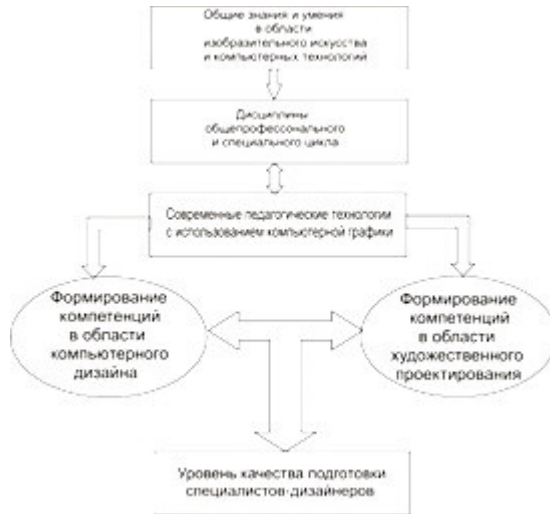 Общие знания и умения
в области
изобразительного искусства
и компьютерных технологий
Дисциплины
общепрофессионального
и специального цикла
Современные педагогические технологии
с использованием компьютерной графики
Формирование
компетенций
в области
компьютерного
дизайна
Формирование
компетенций
в области
художественного
проектирования
Уровень качества подготовки
специалистов-дизайнеров